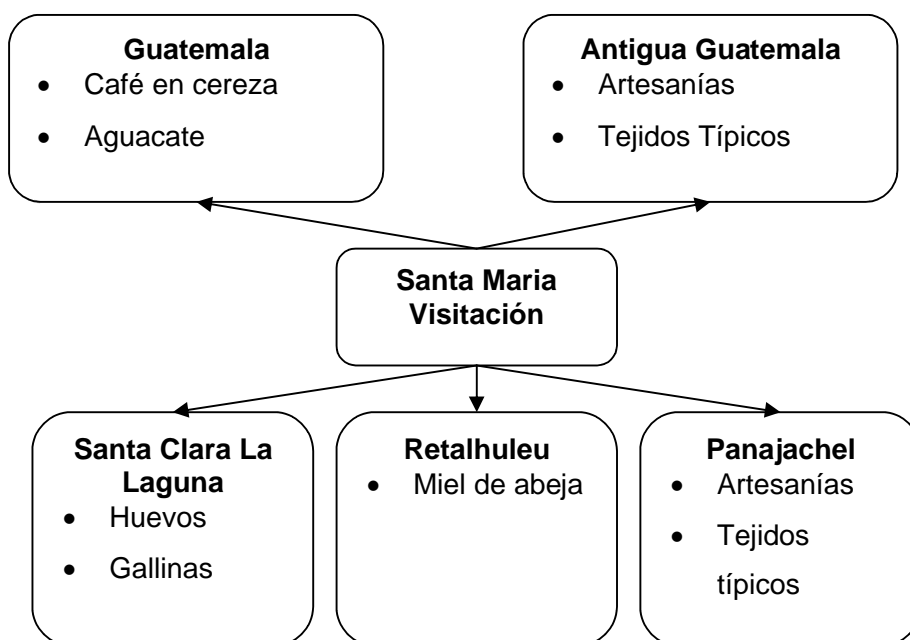 Guatemala
• Café en cereza
• Aguacate
Antigua Guatemala
• Artesanías
• Tejidos Típicos
Santa Maria
Visitación
Santa Clara La
Laguna
• Huevos
• Gallinas
Retalhuleu
• Miel de abeja
Panajachel
• Artesanías
• Tejidos
típicos